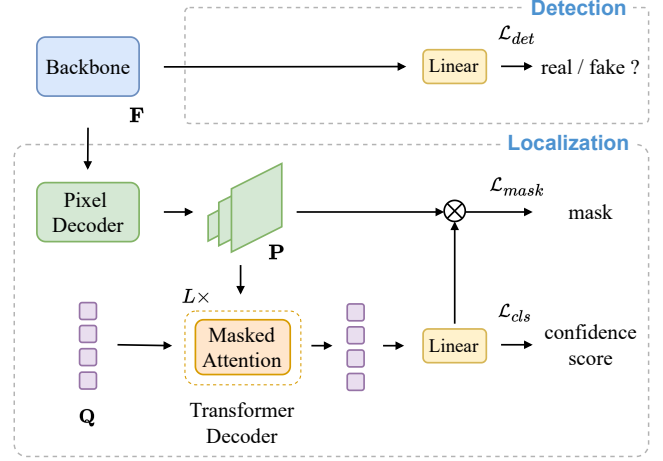 Detection
Backbone
Linear
ℒ_det
real / fake ?
F
Localization
Pixel
Decoder
P
ℒ_mask
mask
L×
Masked
Attention
Linear
ℒ_cls
confidence
score
Q
Transformer
Decoder